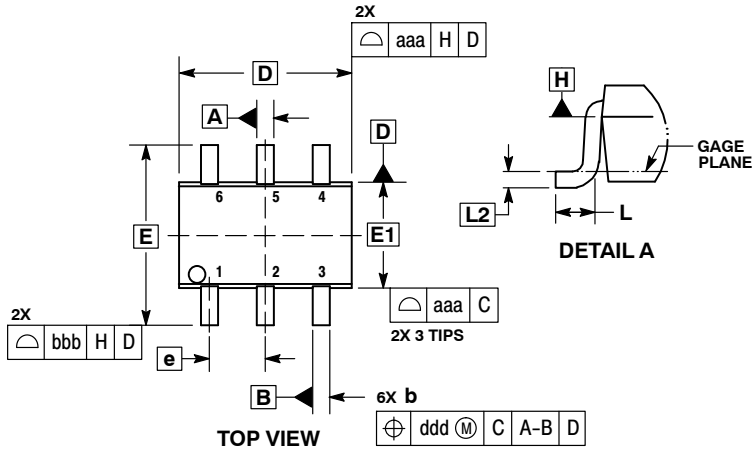 2X
⌓ aaa H D
D
A
D
H
GAGE
PLANE
6 5 4
E
E1
L2
L
DETAIL A
1 2 3
⌓ aaa C
2X 3 TIPS
2X
⌓ bbb H D
e
B
6X b
⌖ ddd Ⓜ C A-B D
TOP VIEW